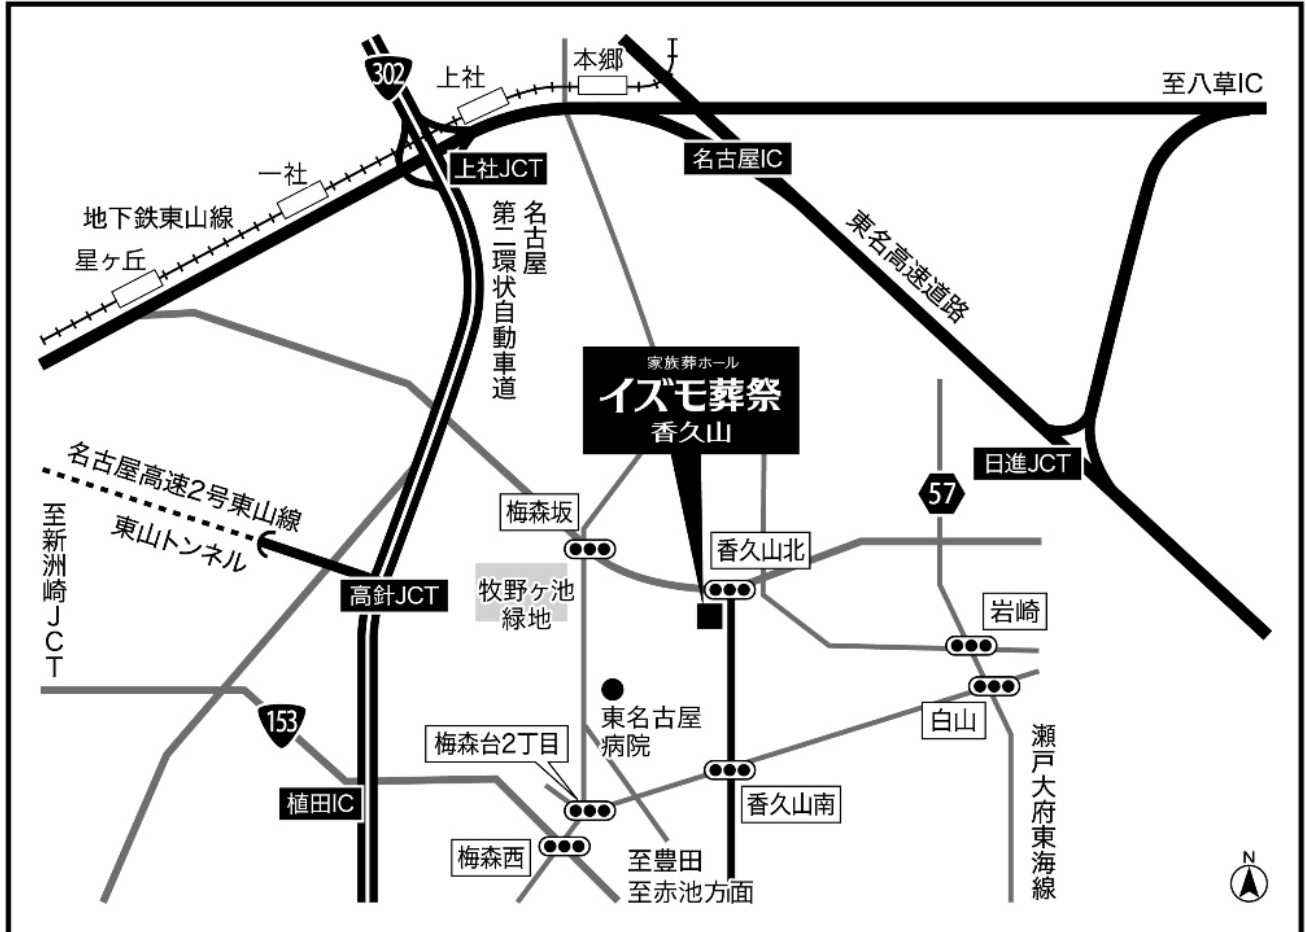 302
上社
本郷
至八草IC
一社
上社JCT
名古屋IC
地下鉄東山線
星ヶ丘
名古屋
第二環状自動車道
東名高速道路
家族葬ホール
イズモ葬祭
香久山
日進JCT
57
名古屋高速2号東山線
東山トンネル
至新洲崎JCT
梅森坂
香久山北
高針JCT
牧野ヶ池
緑地
岩崎
153
東名古屋
病院
白山
梅森台2丁目
植田IC
香久山南
瀬戸大府東海線
梅森西
至豊田
至赤池方面
N